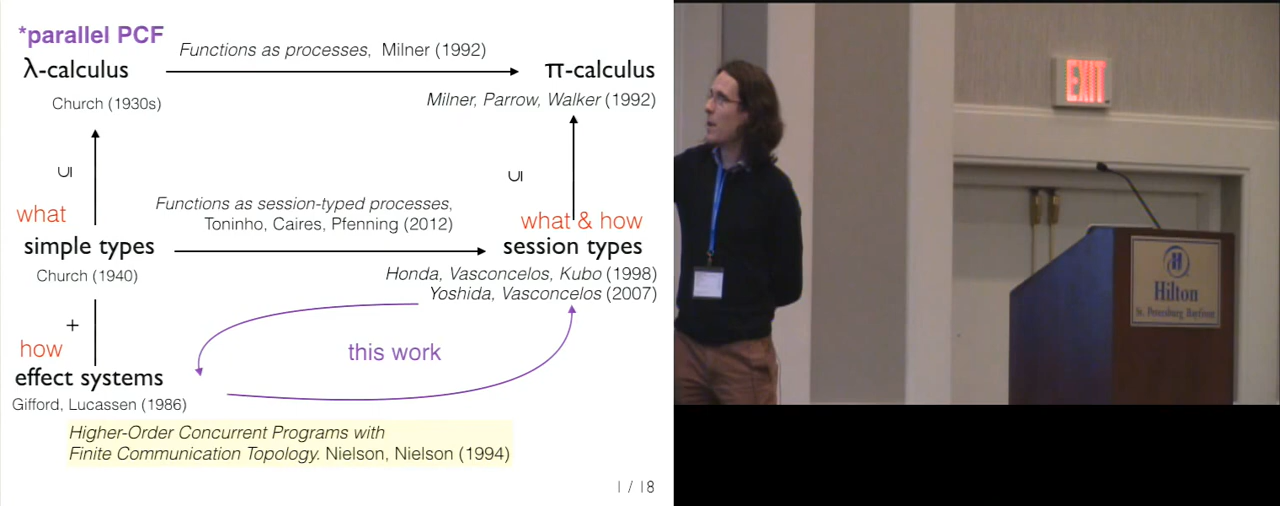 *parallel PCF
Functions as processes, Milner (1992)
λ-calculus
π-calculus
Church (1930s)
Milner, Parrow, Walker (1992)
⊆
⊆
Functions as session-typed processes,
Toninho, Caires, Pfenning (2012)
what
what & how
simple types
session types
Church (1940)
Honda, Vasconcelos, Kubo (1998)
Yoshida, Vasconcelos (2007)
+
how
this work
effect systems
Gifford, Lucassen (1986)
Higher-Order Concurrent Programs with
Finite Communication Topology. Nielson, Nielson (1994)
1 / 18
EXIT
Hilton
St. Petersburg Bayfront